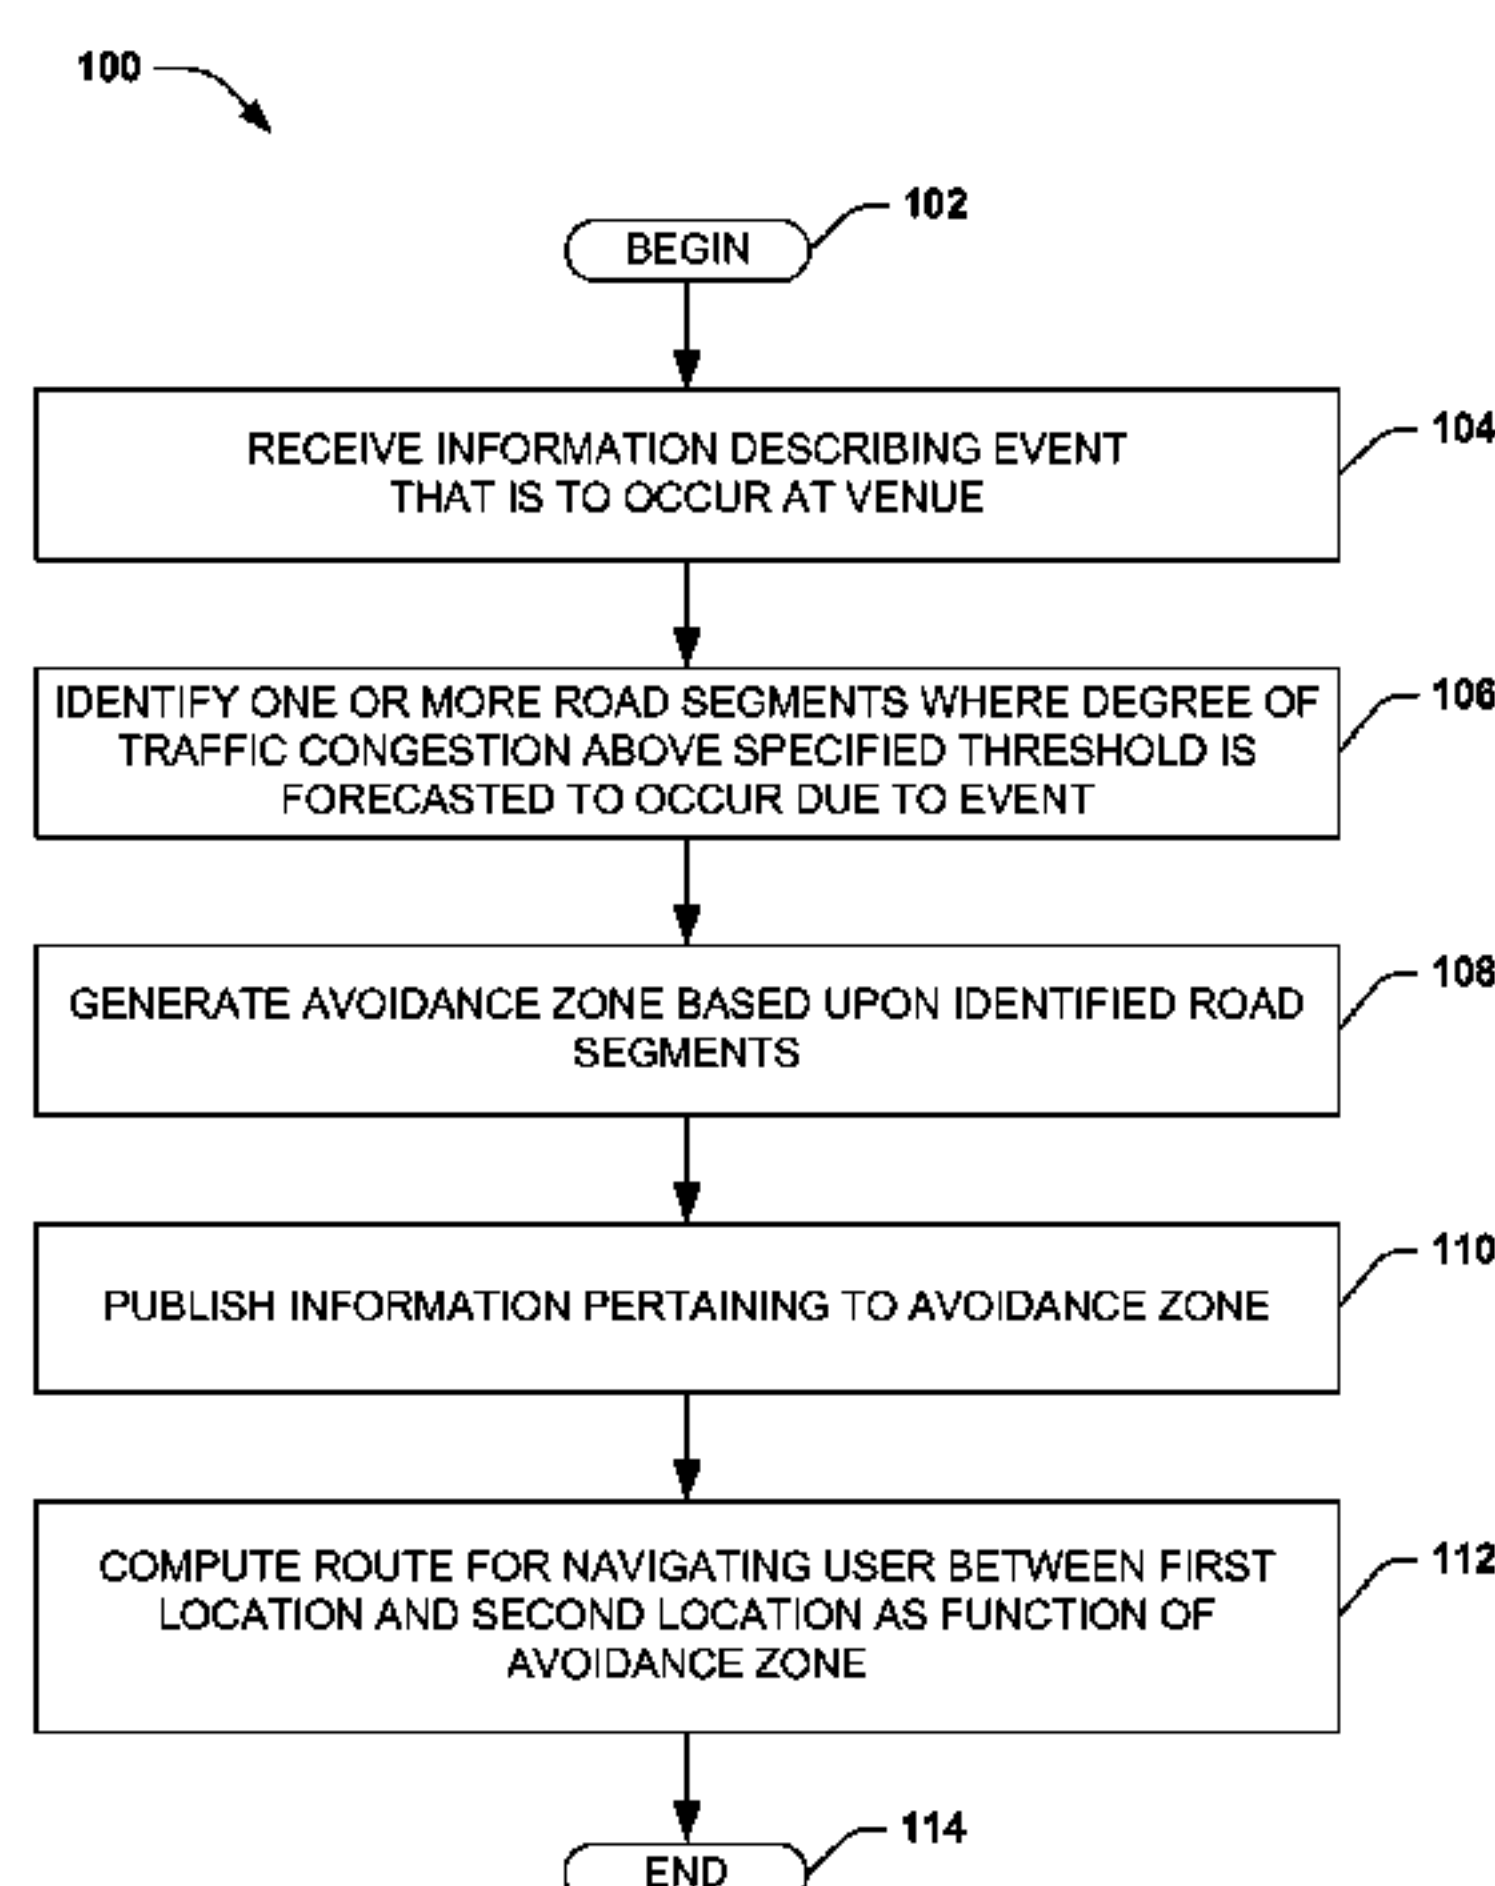 100
102
BEGIN
RECEIVE INFORMATION DESCRIBING EVENT
THAT IS TO OCCUR AT VENUE
104
IDENTIFY ONE OR MORE ROAD SEGMENTS WHERE DEGREE OF
TRAFFIC CONGESTION ABOVE SPECIFIED THRESHOLD IS
FORECASTED TO OCCUR DUE TO EVENT
106
GENERATE AVOIDANCE ZONE BASED UPON IDENTIFIED ROAD
SEGMENTS
108
PUBLISH INFORMATION PERTAINING TO AVOIDANCE ZONE
110
COMPUTE ROUTE FOR NAVIGATING USER BETWEEN FIRST
LOCATION AND SECOND LOCATION AS FUNCTION OF
AVOIDANCE ZONE
112
114
END